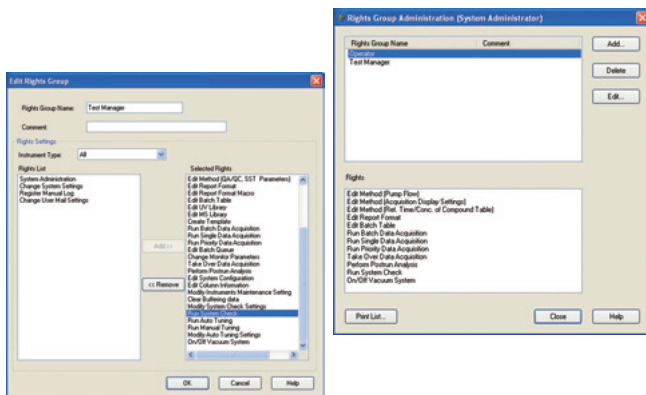 Edit Rights Group
Rights Group Name: Test Manager
Comment:
Rights Settings
Instrument Type: All
Rights List
System Administration
Change System Settings
Register Manual Log
Change User Mail Settings
Add >>
<< Remove
Selected Rights
Edit Method (QA/QC, SST Parameters)
Edit Report Format
Edit Report Format Macro
Edit Batch Table
Edit UV Library
Edit MS Library
Create Template
Run Batch Data Acquisition
Run Single Data Acquisition
Run Priority Data Acquisition
Edit Batch Queue
Change Monitor Parameters
Take Over Data Acquisition
Perform Postrun Analysis
Edit System Configuration
Edit Column Information
Modify Instruments Maintenance Setting
Clear Buffering data
Modify System Check Settings
Run System Check
Run Auto Tuning
Run Manual Tuning
Modify Auto Tuning Settings
On/Off Vacuum System
OK Cancel Help
Rights Group Administration (System Administrator)
Rights Group Name Comment
Operator
Test Manager
Add...
Delete
Edit...
Rights
Edit Method (Pump Flow)
Edit Method (Acquisition Display Settings)
Edit Method (Ret. Time/Conc. of Compound Table)
Edit Report Format
Edit Batch Table
Run Batch Data Acquisition
Run Single Data Acquisition
Run Priority Data Acquisition
Take Over Data Acquisition
Perform Postrun Analysis
Run System Check
On/Off Vacuum System
Print List... Close Help